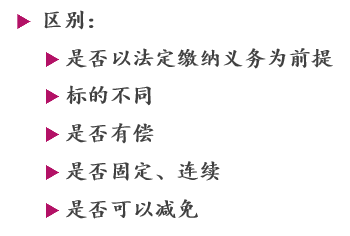 区别：
是否以法定缴纳义务为前提
标的不同
是否有偿
是否固定、连续
是否可以减免